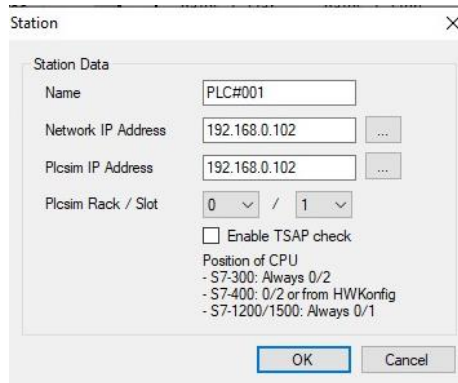 Station
Station Data
Name PLC#001
Network IP Address 192.168.0.102 ...
Plcsim IP Address 192.168.0.102 ...
Plcsim Rack / Slot 0 / 1
Enable TSAP check
Position of CPU
- S7-300: Always 0/2
- S7-400: 0/2 or from HWKonfig
- S7-1200/1500: Always 0/1
OK Cancel